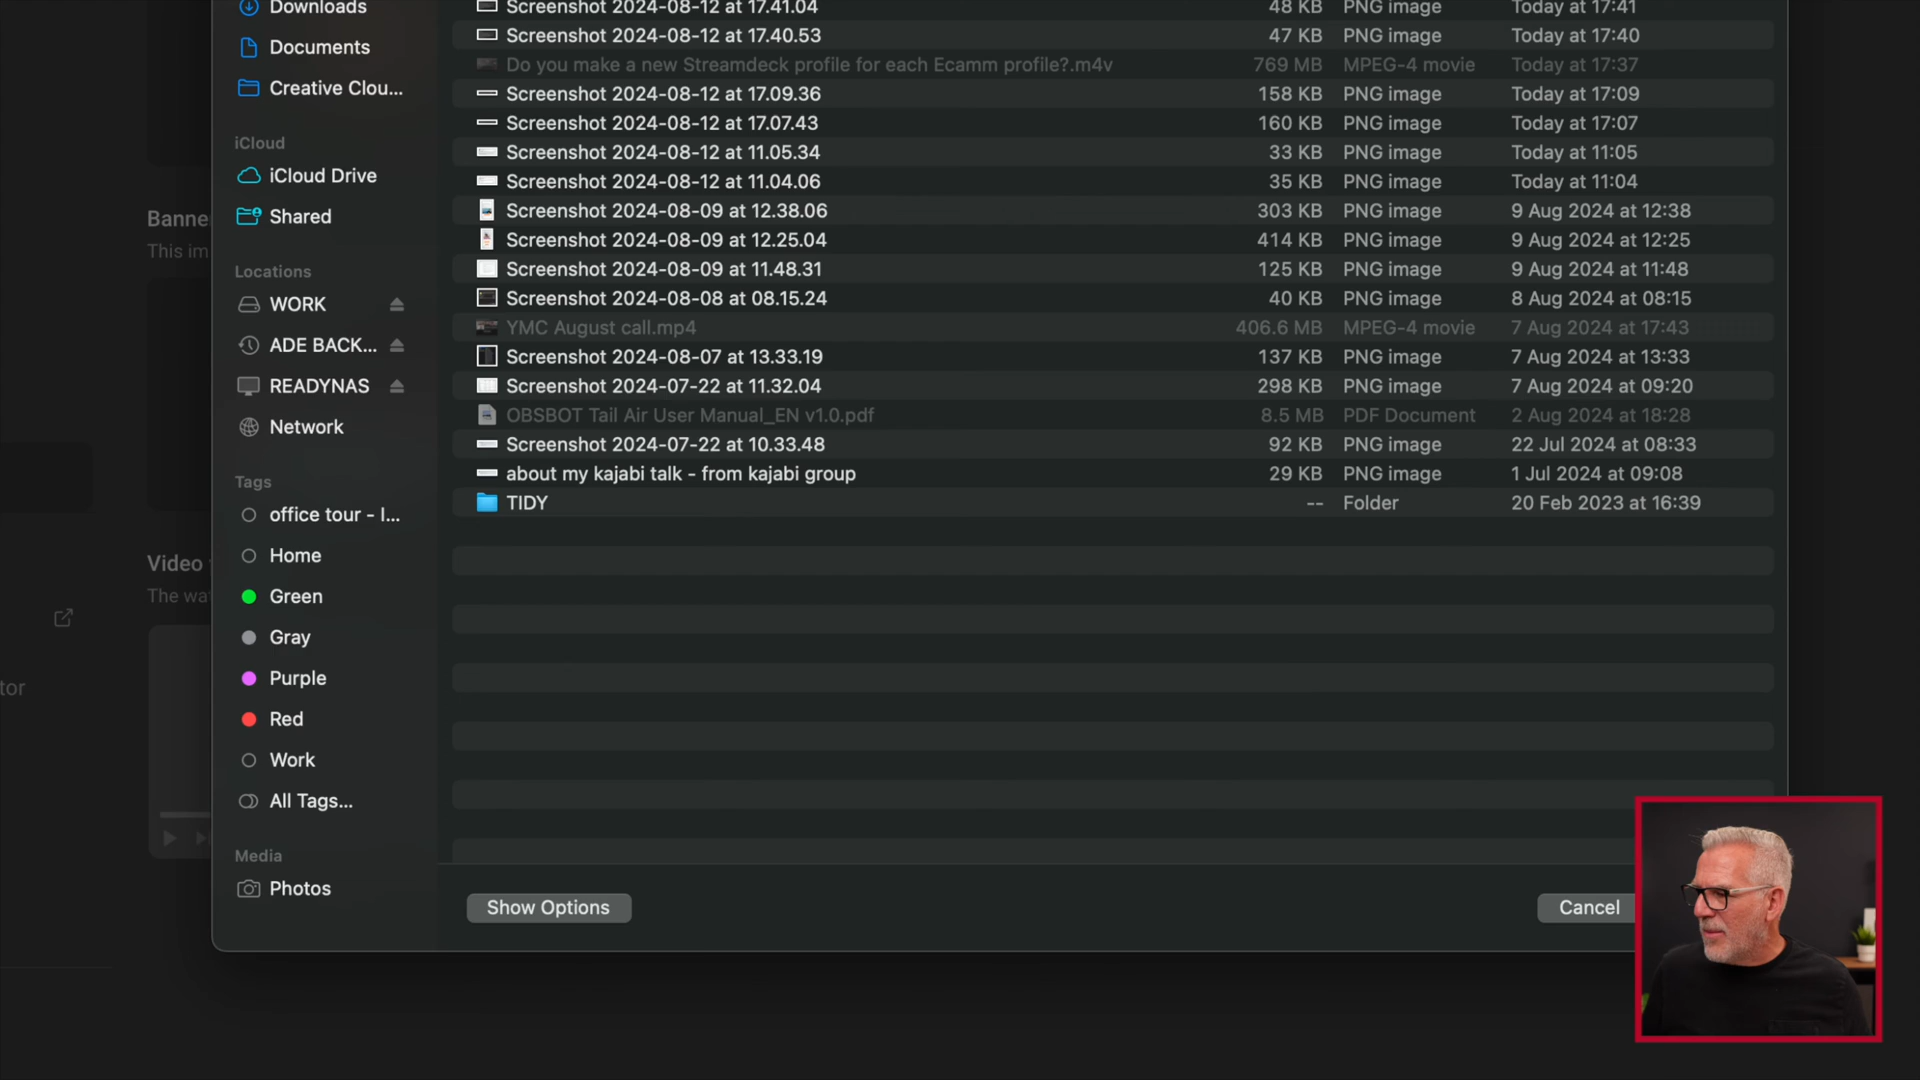 Downloads
Documents
Creative Clou...
iCloud
iCloud Drive
Shared
Locations
WORK
ADE BACK...
READYNAS
Network
Tags
office tour - I...
Home
Green
Gray
Purple
Red
Work
All Tags...
Media
Photos
Screenshot 2024-08-12 at 17.41.04 48 KB PNG image Today at 17:41
Screenshot 2024-08-12 at 17.40.53 47 KB PNG image Today at 17:40
Do you make a new Streamdeck profile for each Ecamm profile?.m4v 769 MB MPEG-4 movie Today at 17:37
Screenshot 2024-08-12 at 17.09.36 158 KB PNG image Today at 17:09
Screenshot 2024-08-12 at 17.07.43 160 KB PNG image Today at 17:07
Screenshot 2024-08-12 at 11.05.34 33 KB PNG image Today at 11:05
Screenshot 2024-08-12 at 11.04.06 35 KB PNG image Today at 11:04
Screenshot 2024-08-09 at 12.38.06 303 KB PNG image 9 Aug 2024 at 12:38
Screenshot 2024-08-09 at 12.25.04 414 KB PNG image 9 Aug 2024 at 12:25
Screenshot 2024-08-09 at 11.48.31 125 KB PNG image 9 Aug 2024 at 11:48
Screenshot 2024-08-08 at 08.15.24 40 KB PNG image 8 Aug 2024 at 08:15
YMC August call.mp4 406.6 MB MPEG-4 movie 7 Aug 2024 at 17:43
Screenshot 2024-08-07 at 13.33.19 137 KB PNG image 7 Aug 2024 at 13:33
Screenshot 2024-07-22 at 11.32.04 298 KB PNG image 7 Aug 2024 at 09:20
OBSBOT Tail Air User Manual_EN v1.0.pdf 8.5 MB PDF Document 2 Aug 2024 at 18:28
Screenshot 2024-07-22 at 10.33.48 92 KB PNG image 22 Jul 2024 at 08:33
about my kajabi talk - from kajabi group 29 KB PNG image 1 Jul 2024 at 09:08
TIDY -- Folder 20 Feb 2023 at 16:39
Show Options
Cancel
Banner
This im
Video
The wat
tor